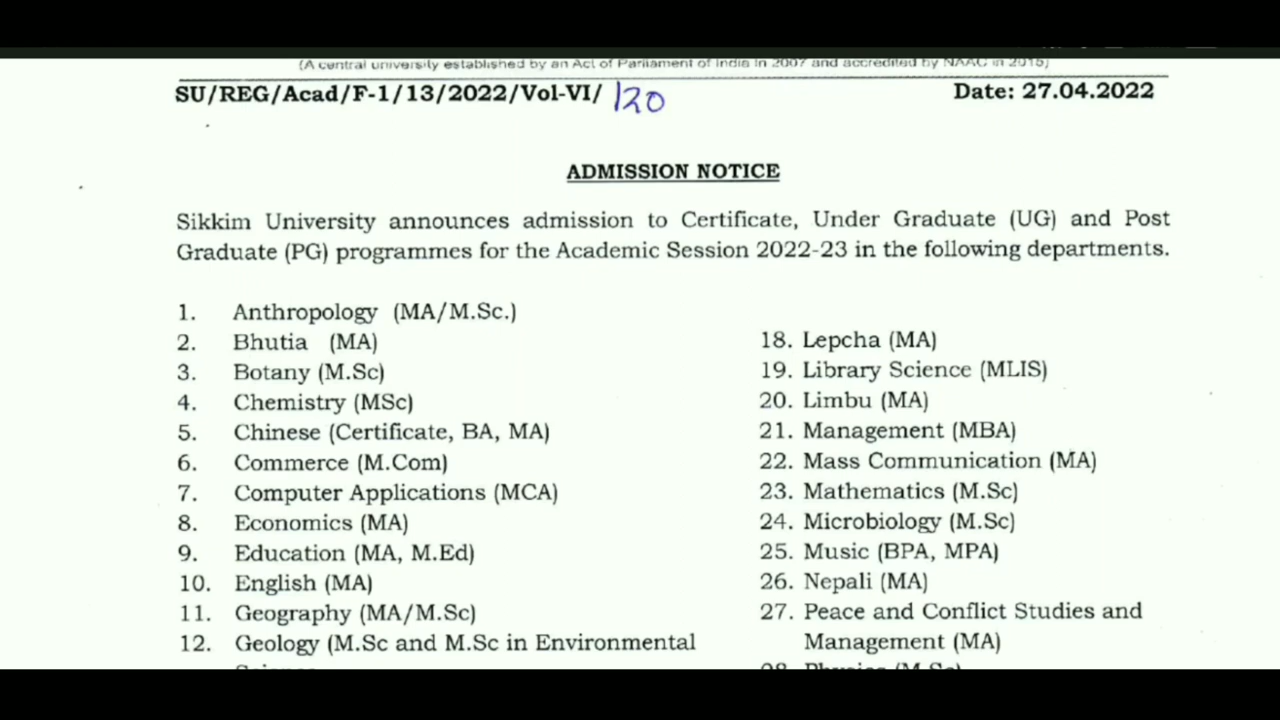 (A central university established by an Act of Parliament of India in 2007 and accredited by NAAC in 2015)
SU/REG/Acad/F-1/13/2022/Vol-VI/ 120 Date: 27.04.2022
ADMISSION NOTICE
Sikkim University announces admission to Certificate, Under Graduate (UG) and Post
Graduate (PG) programmes for the Academic Session 2022-23 in the following departments.
1. Anthropology (MA/M.Sc.)
2. Bhutia (MA)
3. Botany (M.Sc)
4. Chemistry (MSc)
5. Chinese (Certificate, BA, MA)
6. Commerce (M.Com)
7. Computer Applications (MCA)
8. Economics (MA)
9. Education (MA, M.Ed)
10. English (MA)
11. Geography (MA/M.Sc)
12. Geology (M.Sc and M.Sc in Environmental
Science
18. Lepcha (MA)
19. Library Science (MLIS)
20. Limbu (MA)
21. Management (MBA)
22. Mass Communication (MA)
23. Mathematics (M.Sc)
24. Microbiology (M.Sc)
25. Music (BPA, MPA)
26. Nepali (MA)
27. Peace and Conflict Studies and
Management (MA)
28. Physics (M.Sc)